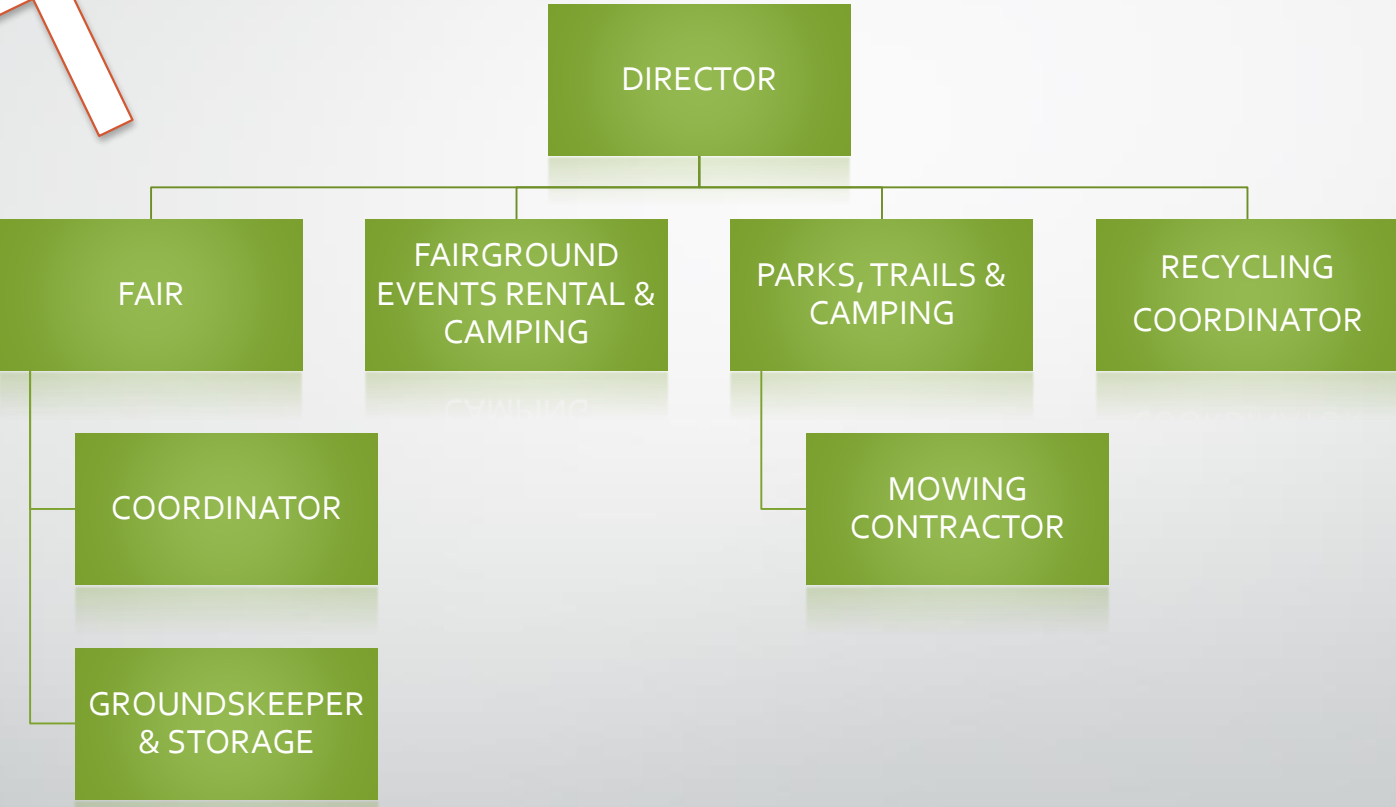 DIRECTOR
FAIR
FAIRGROUND
EVENTS RENTAL &
CAMPING
PARKS, TRAILS &
CAMPING
RECYCLING
COORDINATOR
COORDINATOR
GROUNDSKEEPER
& STORAGE
MOWING
CONTRACTOR